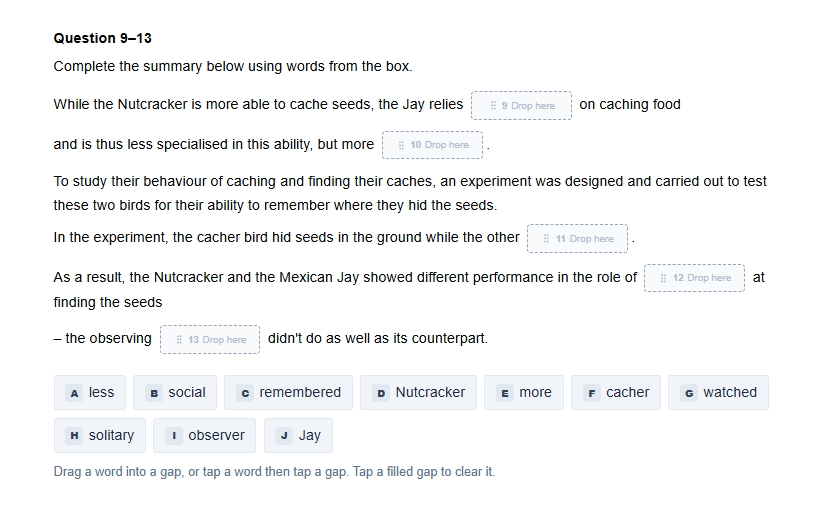 Question 9–13
Complete the summary below using words from the box.
While the Nutcracker is more able to cache seeds, the Jay relies 9 Drop here on caching food
and is thus less specialised in this ability, but more 10 Drop here .
To study their behaviour of caching and finding their caches, an experiment was designed and carried out to test
these two birds for their ability to remember where they hid the seeds.
In the experiment, the cacher bird hid seeds in the ground while the other 11 Drop here .
As a result, the Nutcracker and the Mexican Jay showed different performance in the role of 12 Drop here at
finding the seeds
– the observing 13 Drop here didn't do as well as its counterpart.
A less B social C remembered D Nutcracker E more F cacher G watched
H solitary I observer J Jay
Drag a word into a gap, or tap a word then tap a gap. Tap a filled gap to clear it.